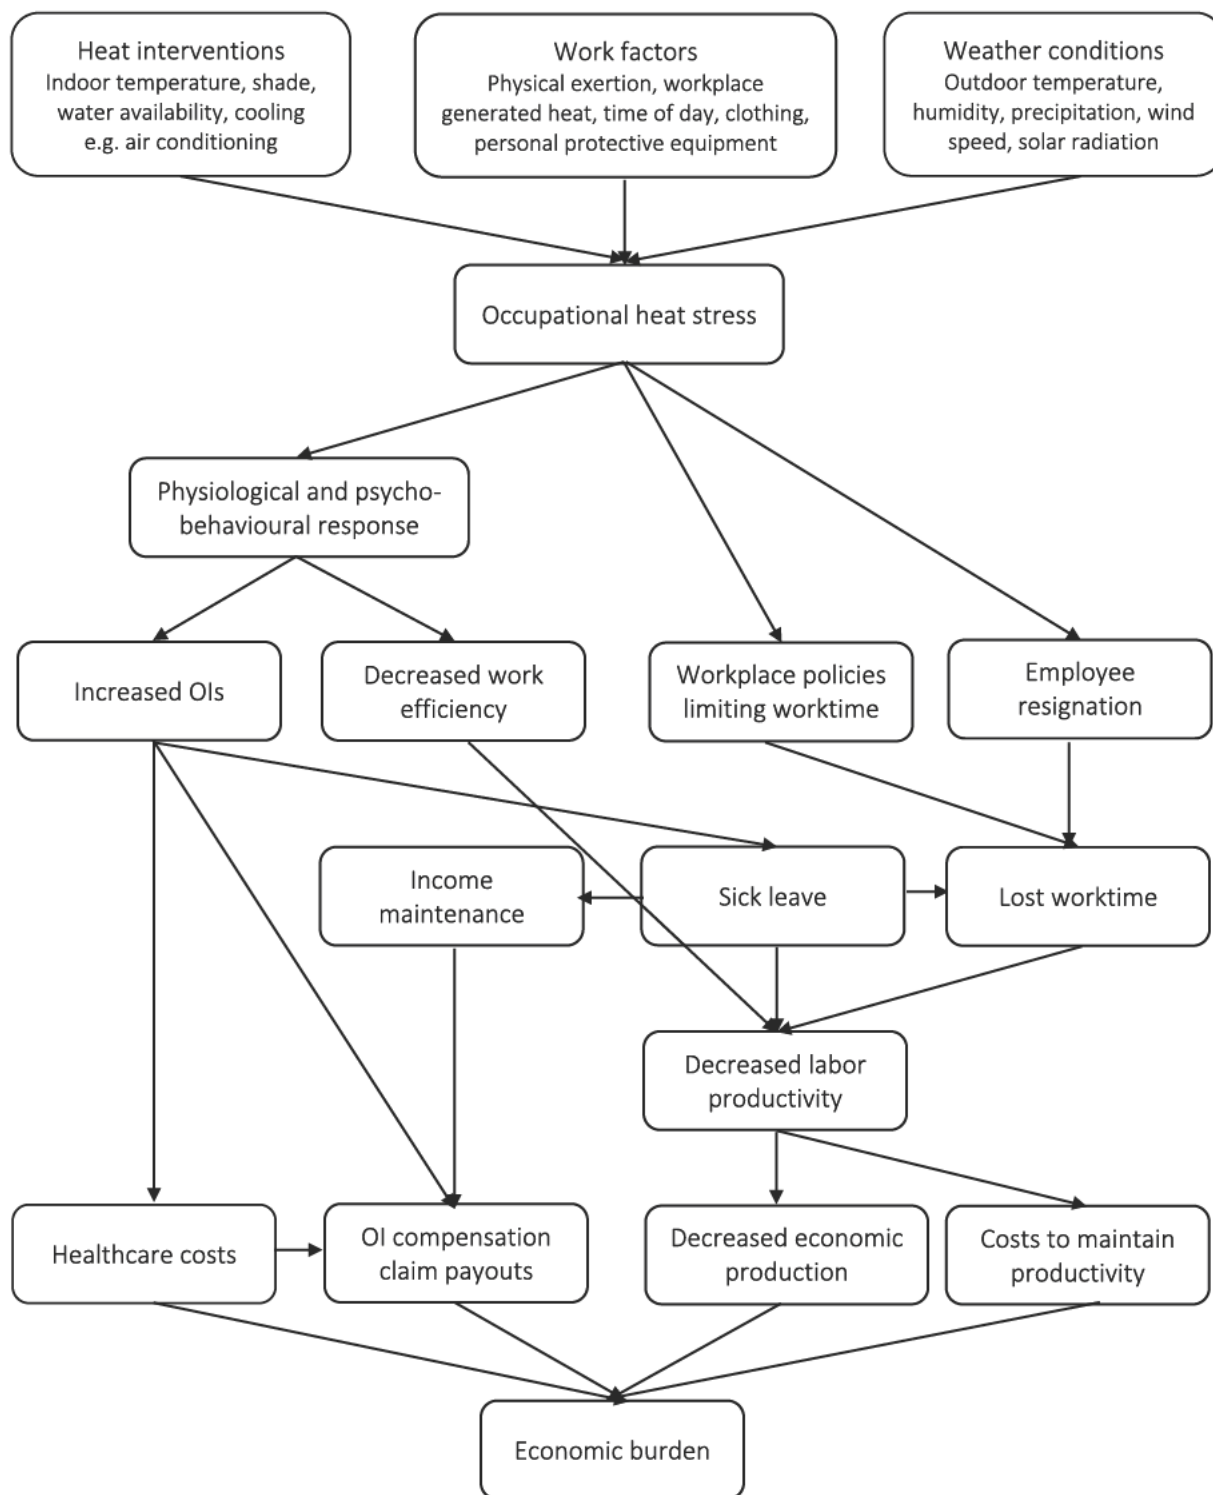 Heat interventions
Indoor temperature, shade,
water availability, cooling
e.g. air conditioning
Work factors
Physical exertion, workplace
generated heat, time of day, clothing,
personal protective equipment
Weather conditions
Outdoor temperature,
humidity, precipitation, wind
speed, solar radiation
Occupational heat stress
Physiological and psycho-
behavioural response
Increased OIs
Decreased work
efficiency
Workplace policies
limiting worktime
Employee
resignation
Income
maintenance
Sick leave
Lost worktime
Decreased labor
productivity
Healthcare costs
OI compensation
claim payouts
Decreased economic
production
Costs to maintain
productivity
Economic burden